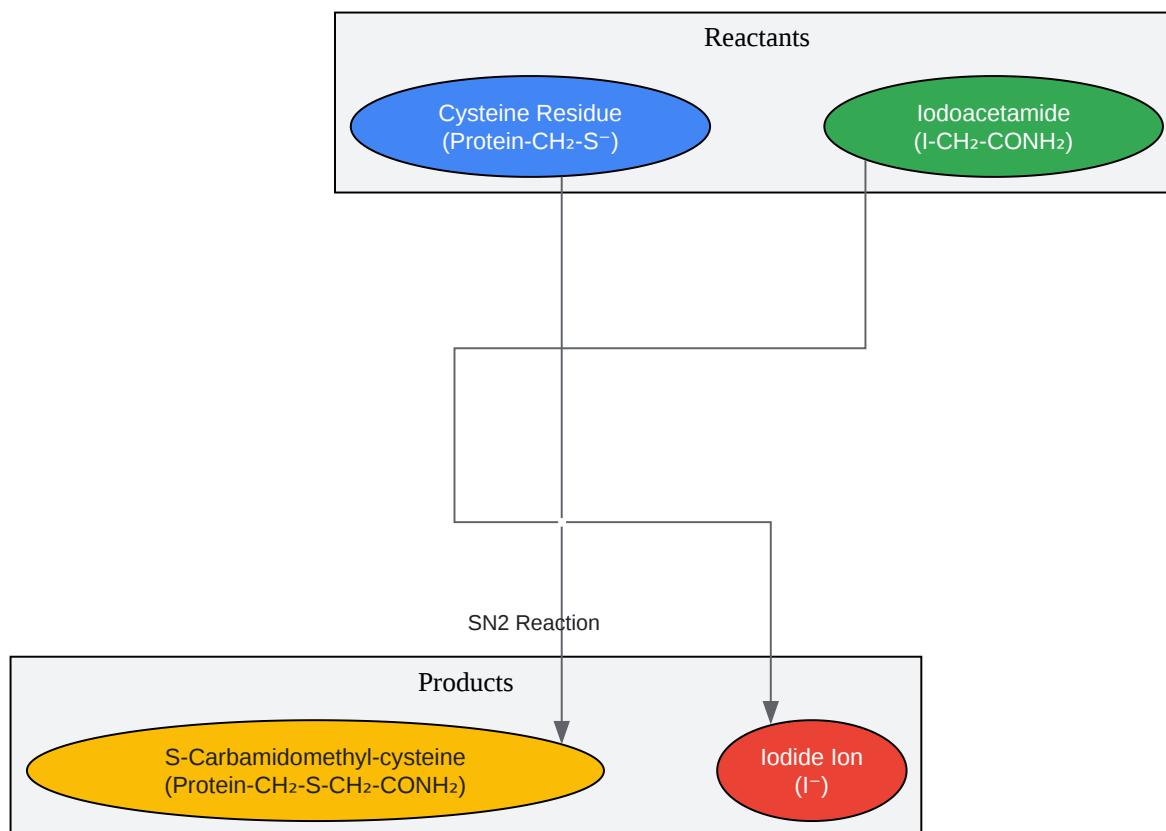 Reactants
Cysteine Residue
(Protein-CH₂-S⁻)
Iodoacetamide
(I-CH₂-CONH₂)
SN2 Reaction
Products
S-Carbamidomethyl-cysteine
(Protein-CH₂-S-CH₂-CONH₂)
Iodide Ion
(I⁻)